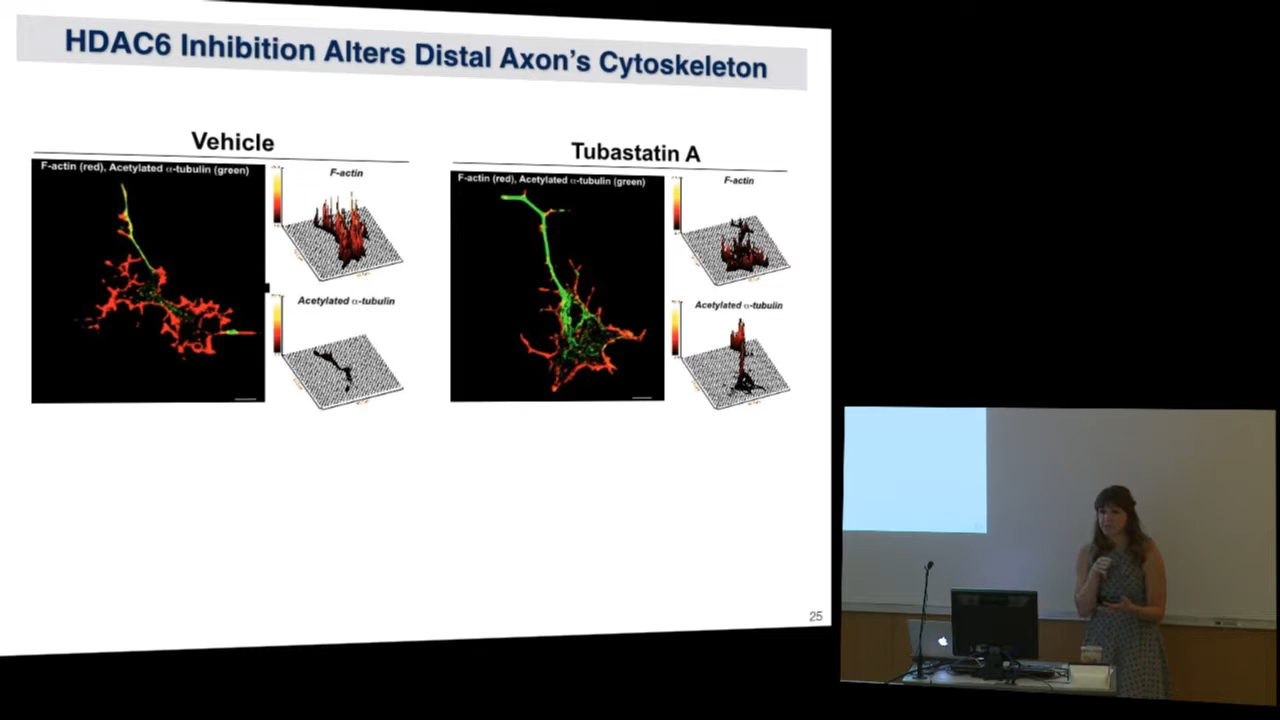 HDAC6 Inhibition Alters Distal Axon's Cytoskeleton
Vehicle
F-actin (red), Acetylated α-tubulin (green)
F-actin
Acetylated α-tubulin
Tubastatin A
F-actin (red), Acetylated α-tubulin (green)
F-actin
Acetylated α-tubulin
25